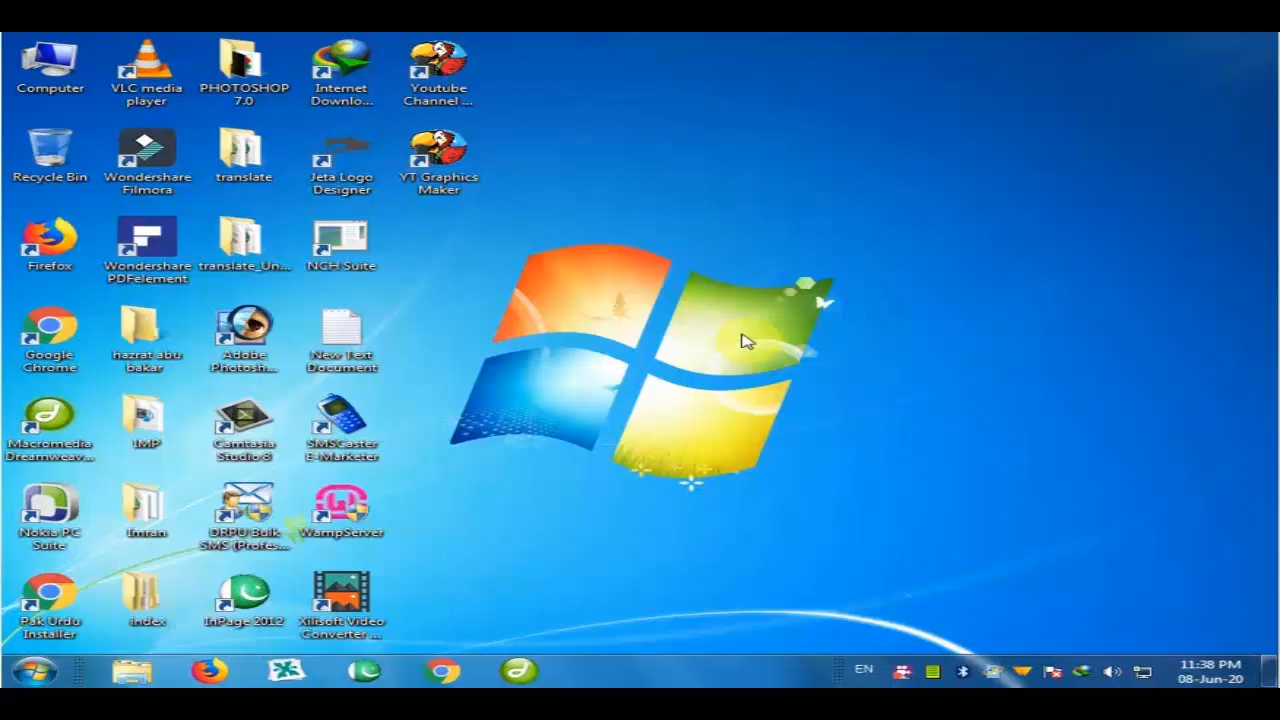 Computer
VLC media
player
PHOTOSHOP
7.0
Internet
Downlo...
Youtube
Channel ...
Recycle Bin
Wondershare
Filmora
translate
Jeta Logo
Designer
YT Graphics
Maker
Firefox
Wondershare
PDFelement
translate_Un...
NCH Suite
Google
Chrome
hazrat abu
bakar
Adobe
Photosh...
New Text
Document
Macromedia
Dreamweav...
IMP
Camtasia
Studio 8
SMSCaster
E-Marketer
Nokia PC
Suite
Imran
DRPU Bulk
SMS (Profes...
WampServer
Pak Urdu
Installer
index
InPage 2012
Xilisoft Video
Converter ...
EN
11:38 PM
08-Jun-20